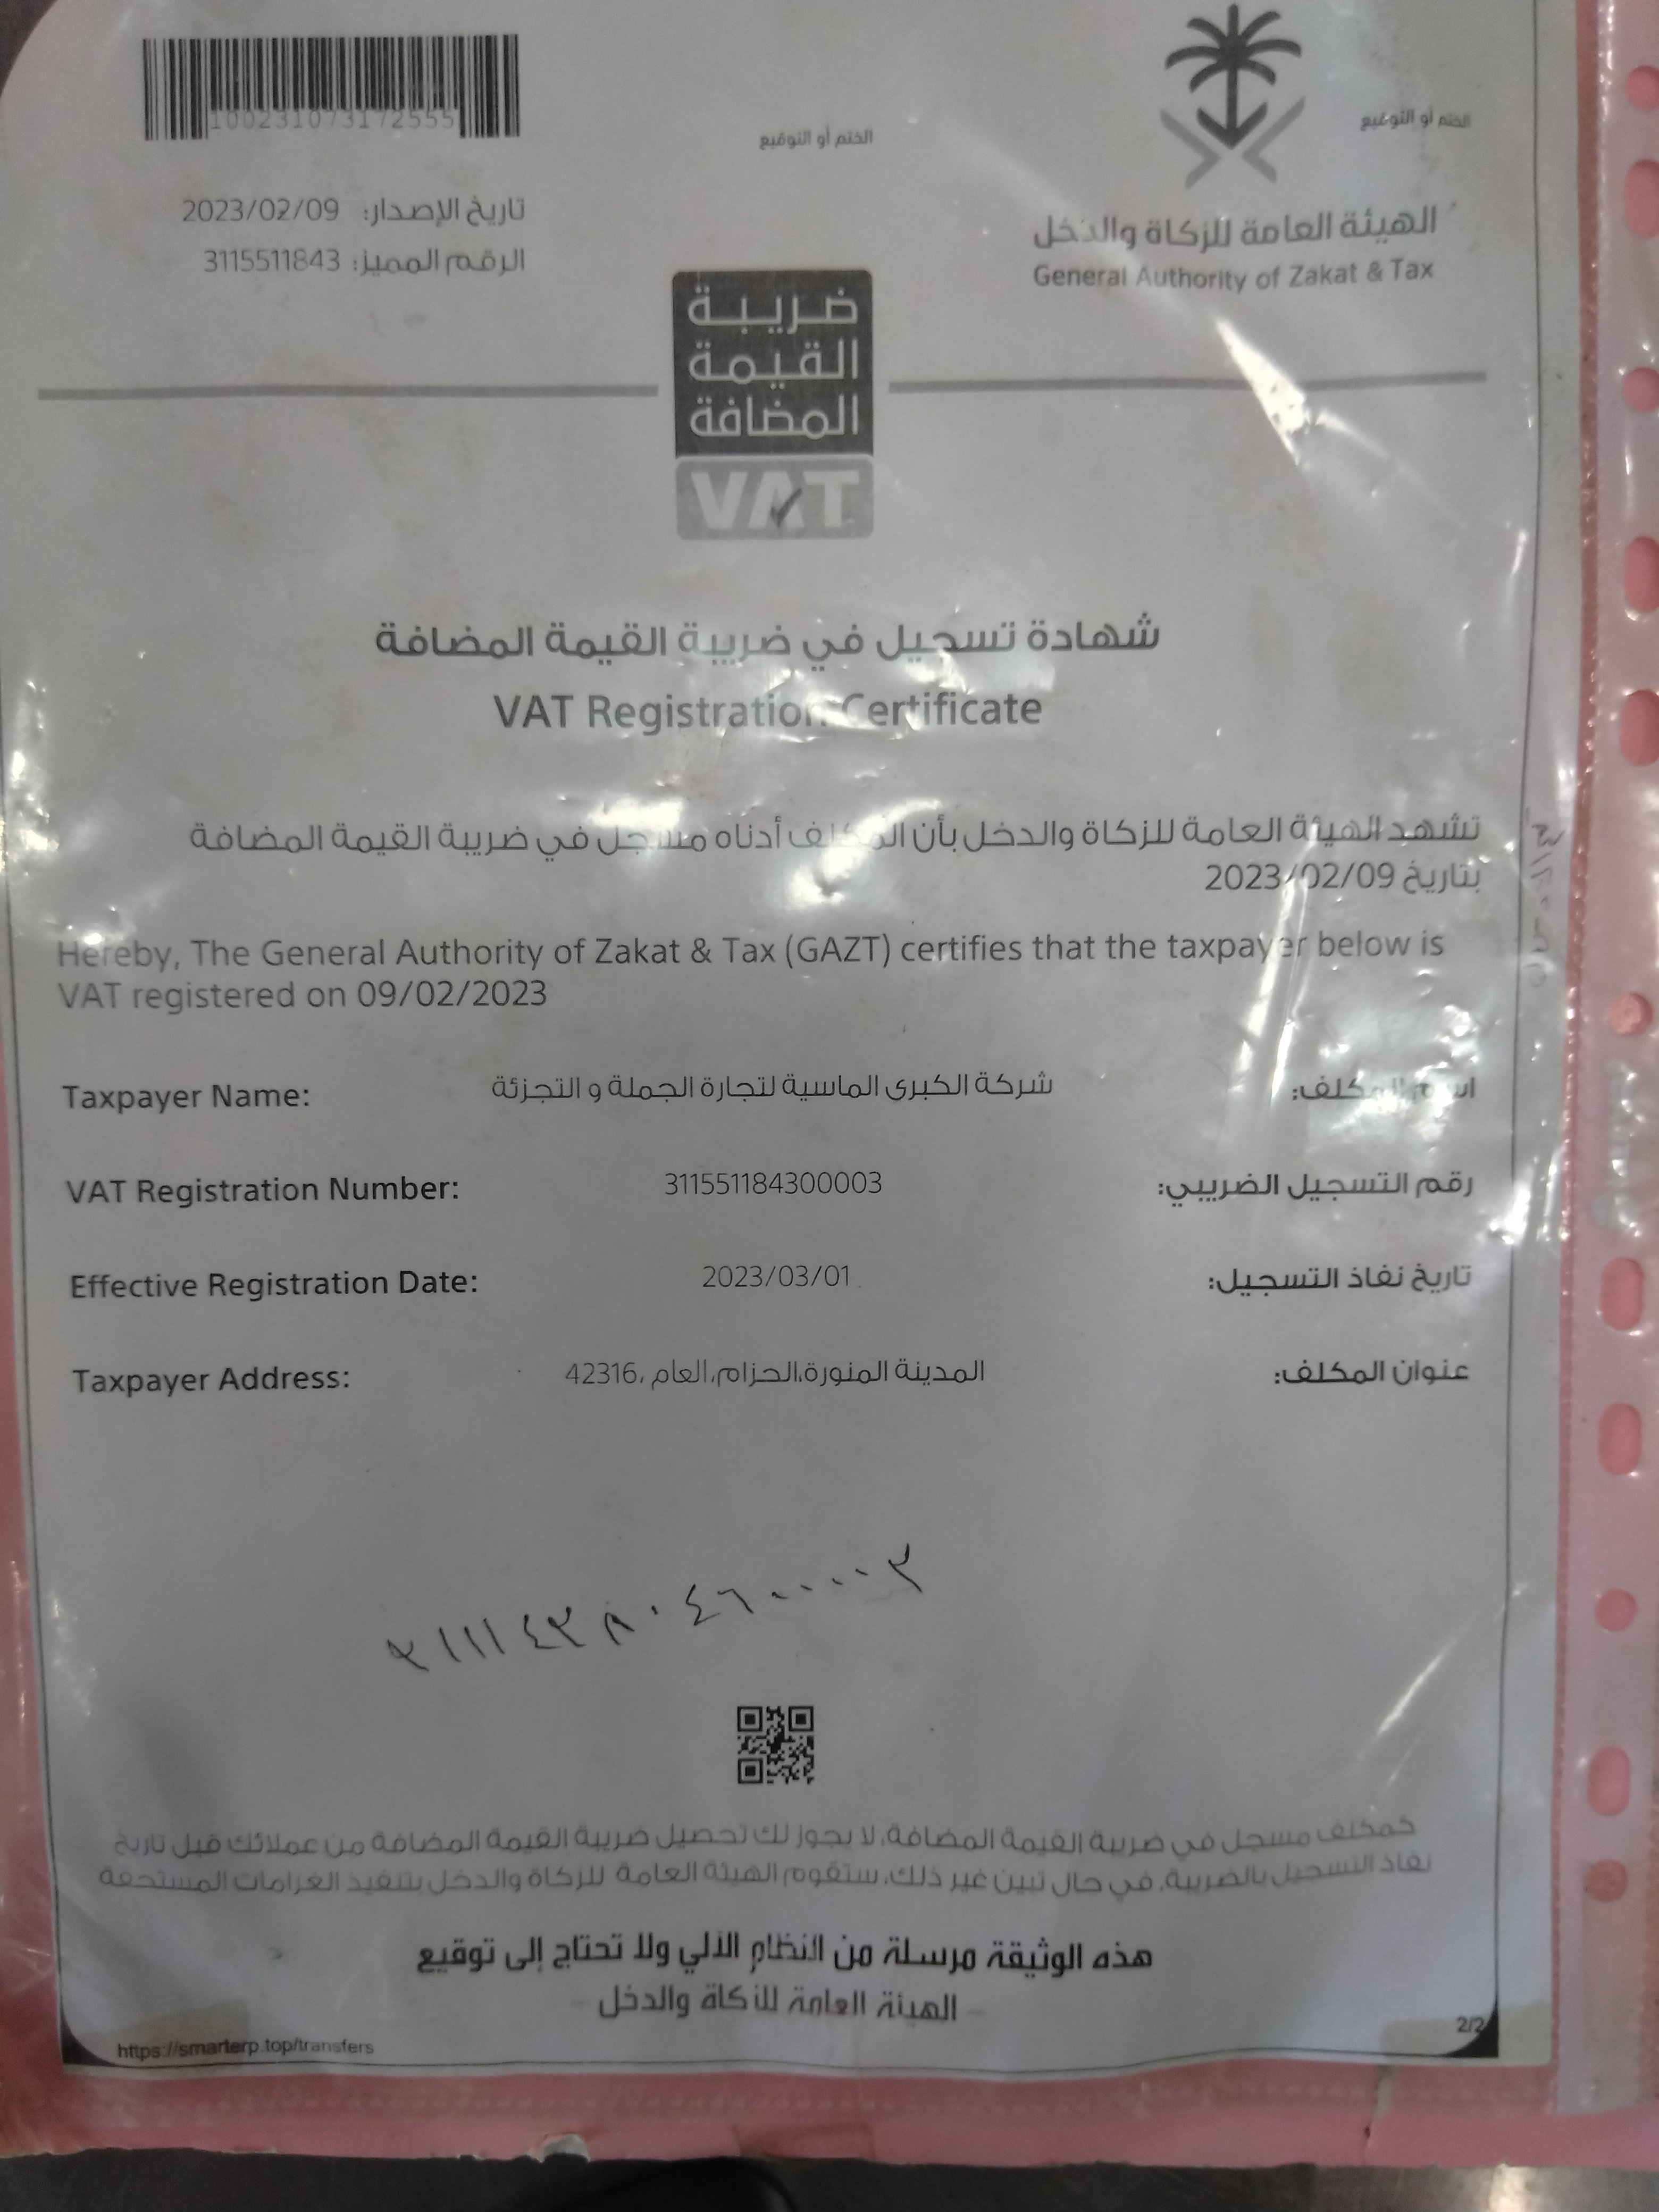 100231073172555
الختم أو التوقيع
الختم أو التوقيع
تاريخ الإصدار: 2023/02/09
الرقم المميز: 3115511843
الهيئة العامة للزكاة والدخل
General Authority of Zakat & Tax
ضريبة
القيمة
المضافة
VAT
شهادة تسجيل في ضريبة القيمة المضافة
VAT Registration Certificate
تشهد الهيئة العامة للزكاة والدخل بأن المكلف أدناه مسجل في ضريبة القيمة المضافة
بتاريخ 2023/02/09
Hereby, The General Authority of Zakat & Tax (GAZT) certifies that the taxpayer below is
VAT registered on 09/02/2023
Taxpayer Name: شركة الكبرى الماسية لتجارة الجملة و التجزئة اسم المكلف:
VAT Registration Number: 311551184300003 رقم التسجيل الضريبي:
Effective Registration Date: 2023/03/01 تاريخ نفاذ التسجيل:
Taxpayer Address: المدينة المنورة,الحزام,العام ,42316 عنوان المكلف:
كمكلف مسجل في ضريبة القيمة المضافة، لا يجوز لك تحصيل ضريبة القيمة المضافة من عملائك قبل تاريخ
نفاذ التسجيل بالضريبة. في حال تبين غير ذلك، ستقوم الهيئة العامة للزكاة والدخل بتنفيذ الغرامات المستحقة
هذه الوثيقة مرسلة من النظام الآلي ولا تحتاج إلى توقيع
- الهيئة العامة للزكاة والدخل -
https://smarterp.top/transfers
2/2